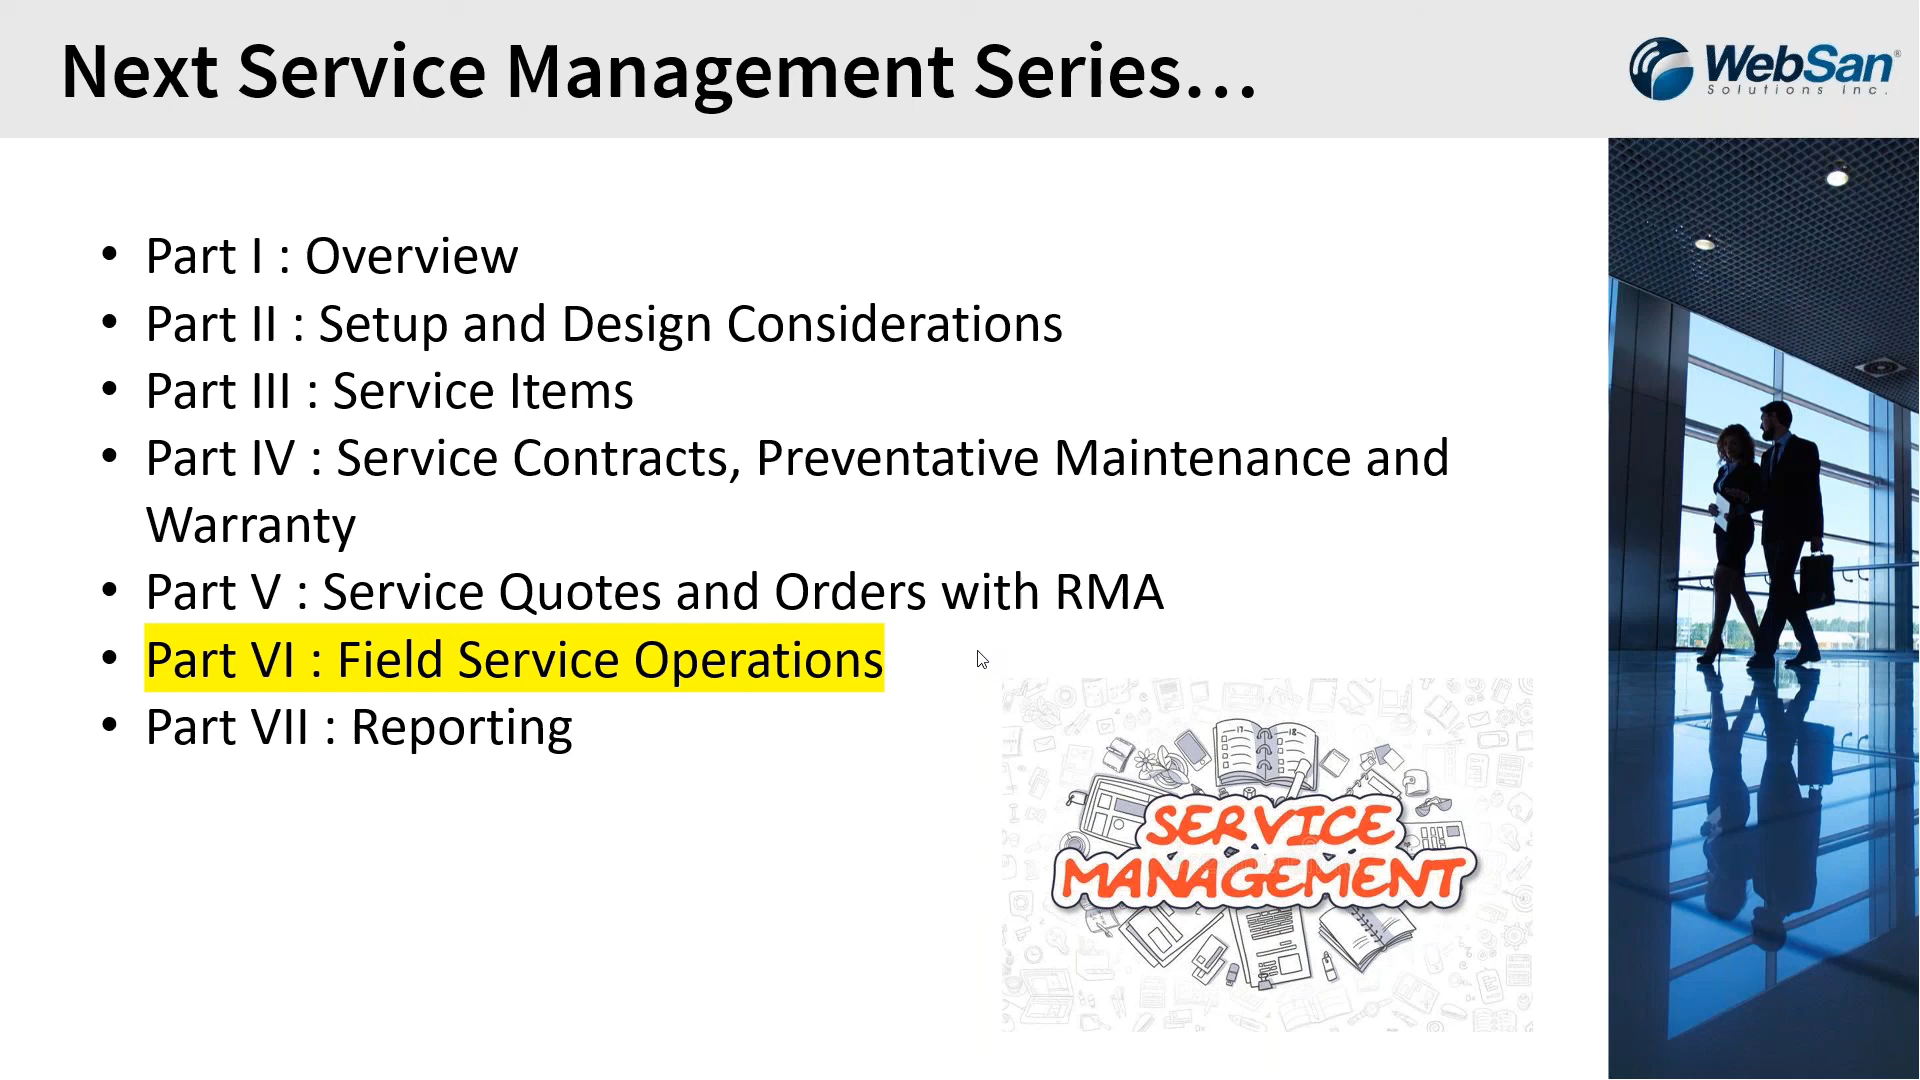 Next Service Management Series...
WebSan®
Solutions Inc.
• Part I : Overview
• Part II : Setup and Design Considerations
• Part III : Service Items
• Part IV : Service Contracts, Preventative Maintenance and
Warranty
• Part V : Service Quotes and Orders with RMA
• Part VI : Field Service Operations
• Part VII : Reporting
17 18
SERVICE
MANAGEMENT